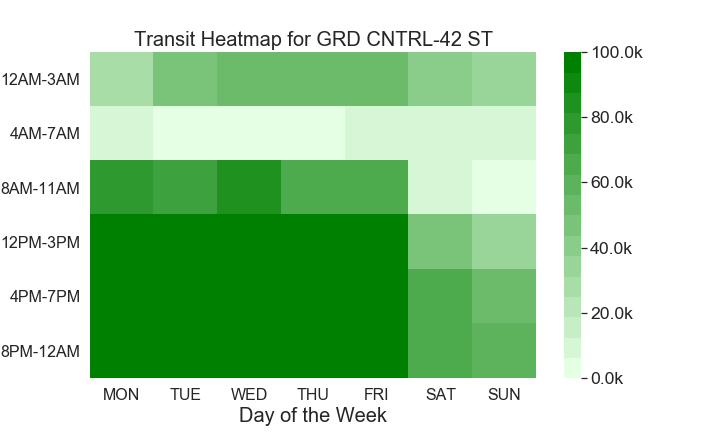 Transit Heatmap for GRD CNTRL-42 ST
12AM-3AM
4AM-7AM
8AM-11AM
12PM-3PM
4PM-7PM
8PM-12AM
MON TUE WED THU FRI SAT SUN
Day of the Week
100.0k
80.0k
60.0k
40.0k
20.0k
0.0k